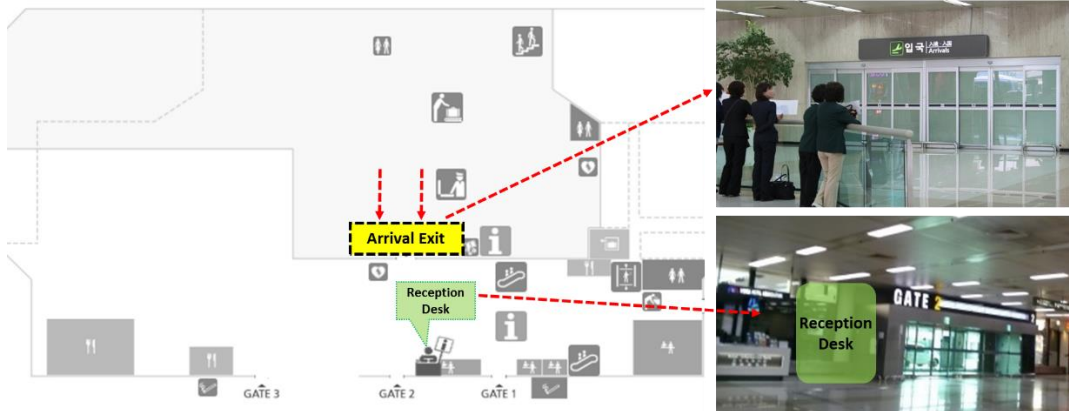 Arrival Exit
Reception
Desk
GATE 3
GATE 2
GATE 1
입국
Arrivals
GATE 2
Reception
Desk